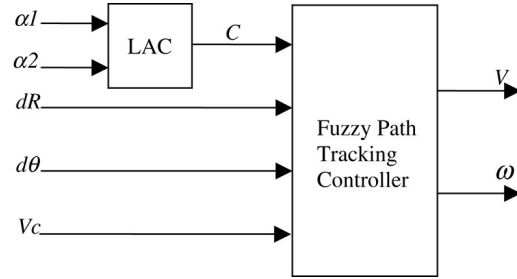 α1
α2
LAC
C
dR
dθ
Vc
Fuzzy Path
Tracking
Controller
V
ω